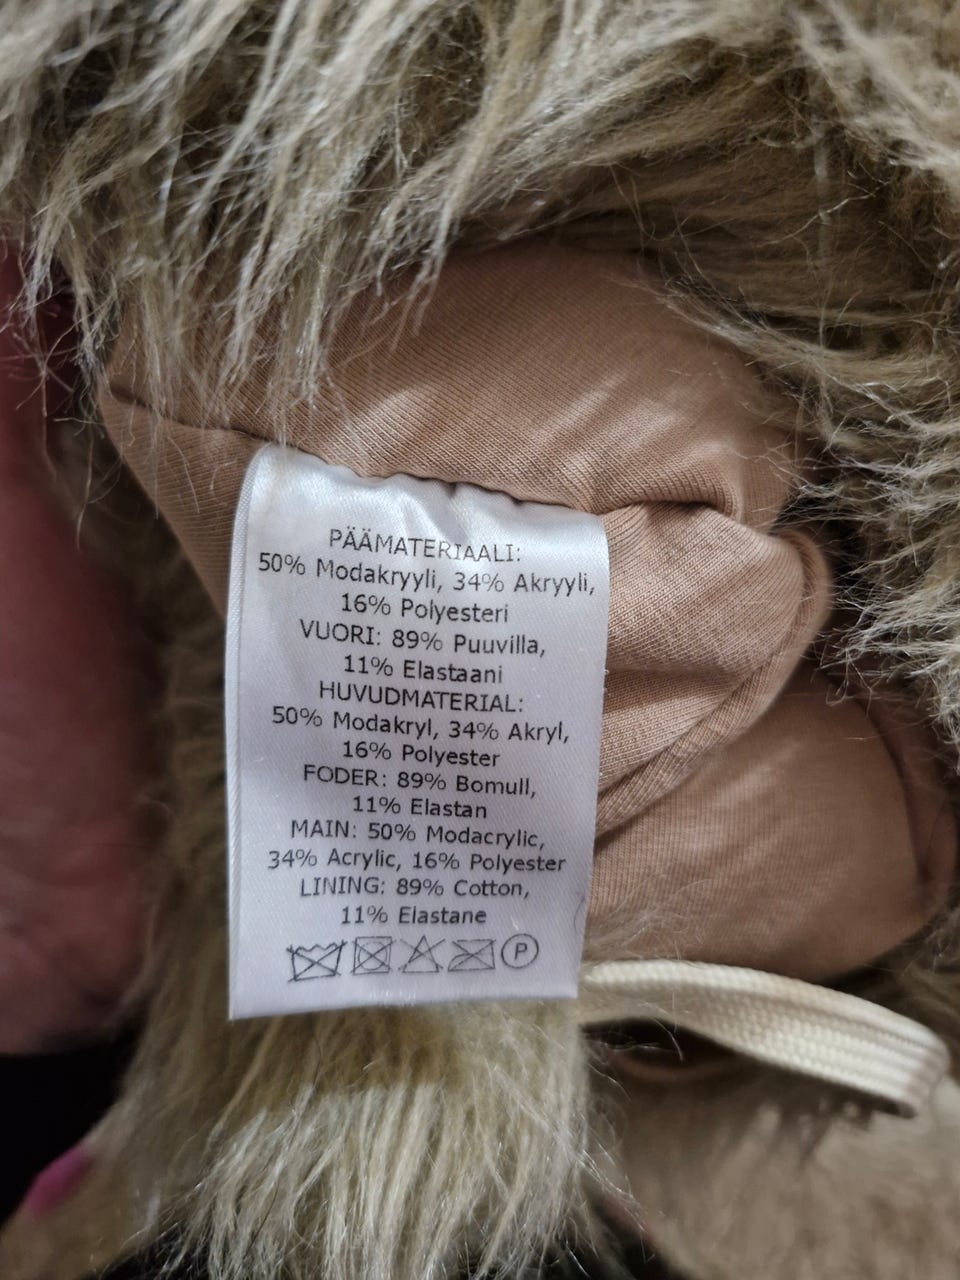 PÄÄMATERIAALI:
50% Modakryyli, 34% Akryyli,
16% Polyesteri
VUORI: 89% Puuvilla,
11% Elastaani
HUVUDMATERIAL:
50% Modakryl, 34% Akryl,
16% Polyester
FODER: 89% Bomull,
11% Elastan
MAIN: 50% Modacrylic,
34% Acrylic, 16% Polyester
LINING: 89% Cotton,
11% Elastane
P